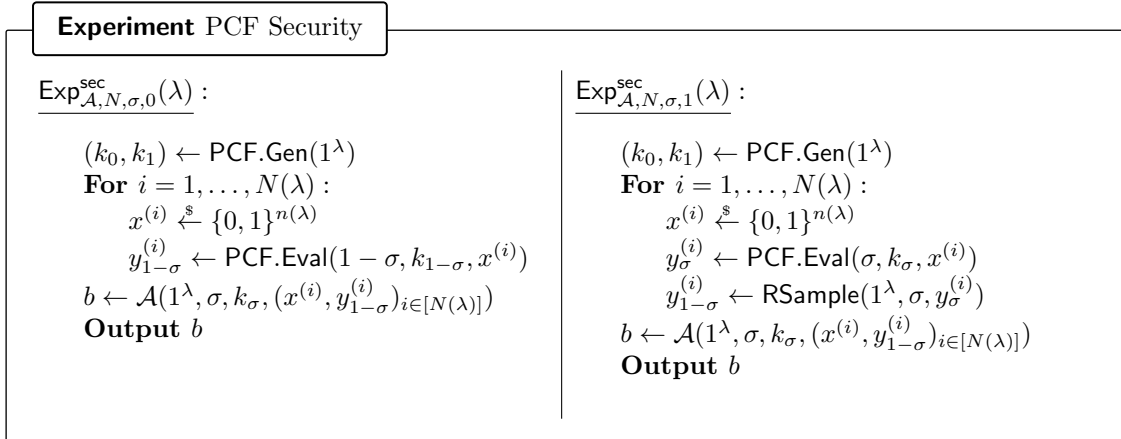 Experiment PCF Security
Exp^{sec}_{𝒜,N,σ,0}(λ) :
(k_0, k_1) ← PCF.Gen(1^λ)
For i = 1, . . . , N(λ) :
x^{(i)} ←^{$} {0, 1}^{n(λ)}
y^{(i)}_{1−σ} ← PCF.Eval(1 − σ, k_{1−σ}, x^{(i)})
b ← 𝒜(1^λ, σ, k_σ, (x^{(i)}, y^{(i)}_{1−σ})_{i∈[N(λ)]})
Output b
Exp^{sec}_{𝒜,N,σ,1}(λ) :
(k_0, k_1) ← PCF.Gen(1^λ)
For i = 1, . . . , N(λ) :
x^{(i)} ←^{$} {0, 1}^{n(λ)}
y^{(i)}_σ ← PCF.Eval(σ, k_σ, x^{(i)})
y^{(i)}_{1−σ} ← RSample(1^λ, σ, y^{(i)}_σ)
b ← 𝒜(1^λ, σ, k_σ, (x^{(i)}, y^{(i)}_{1−σ})_{i∈[N(λ)]})
Output b